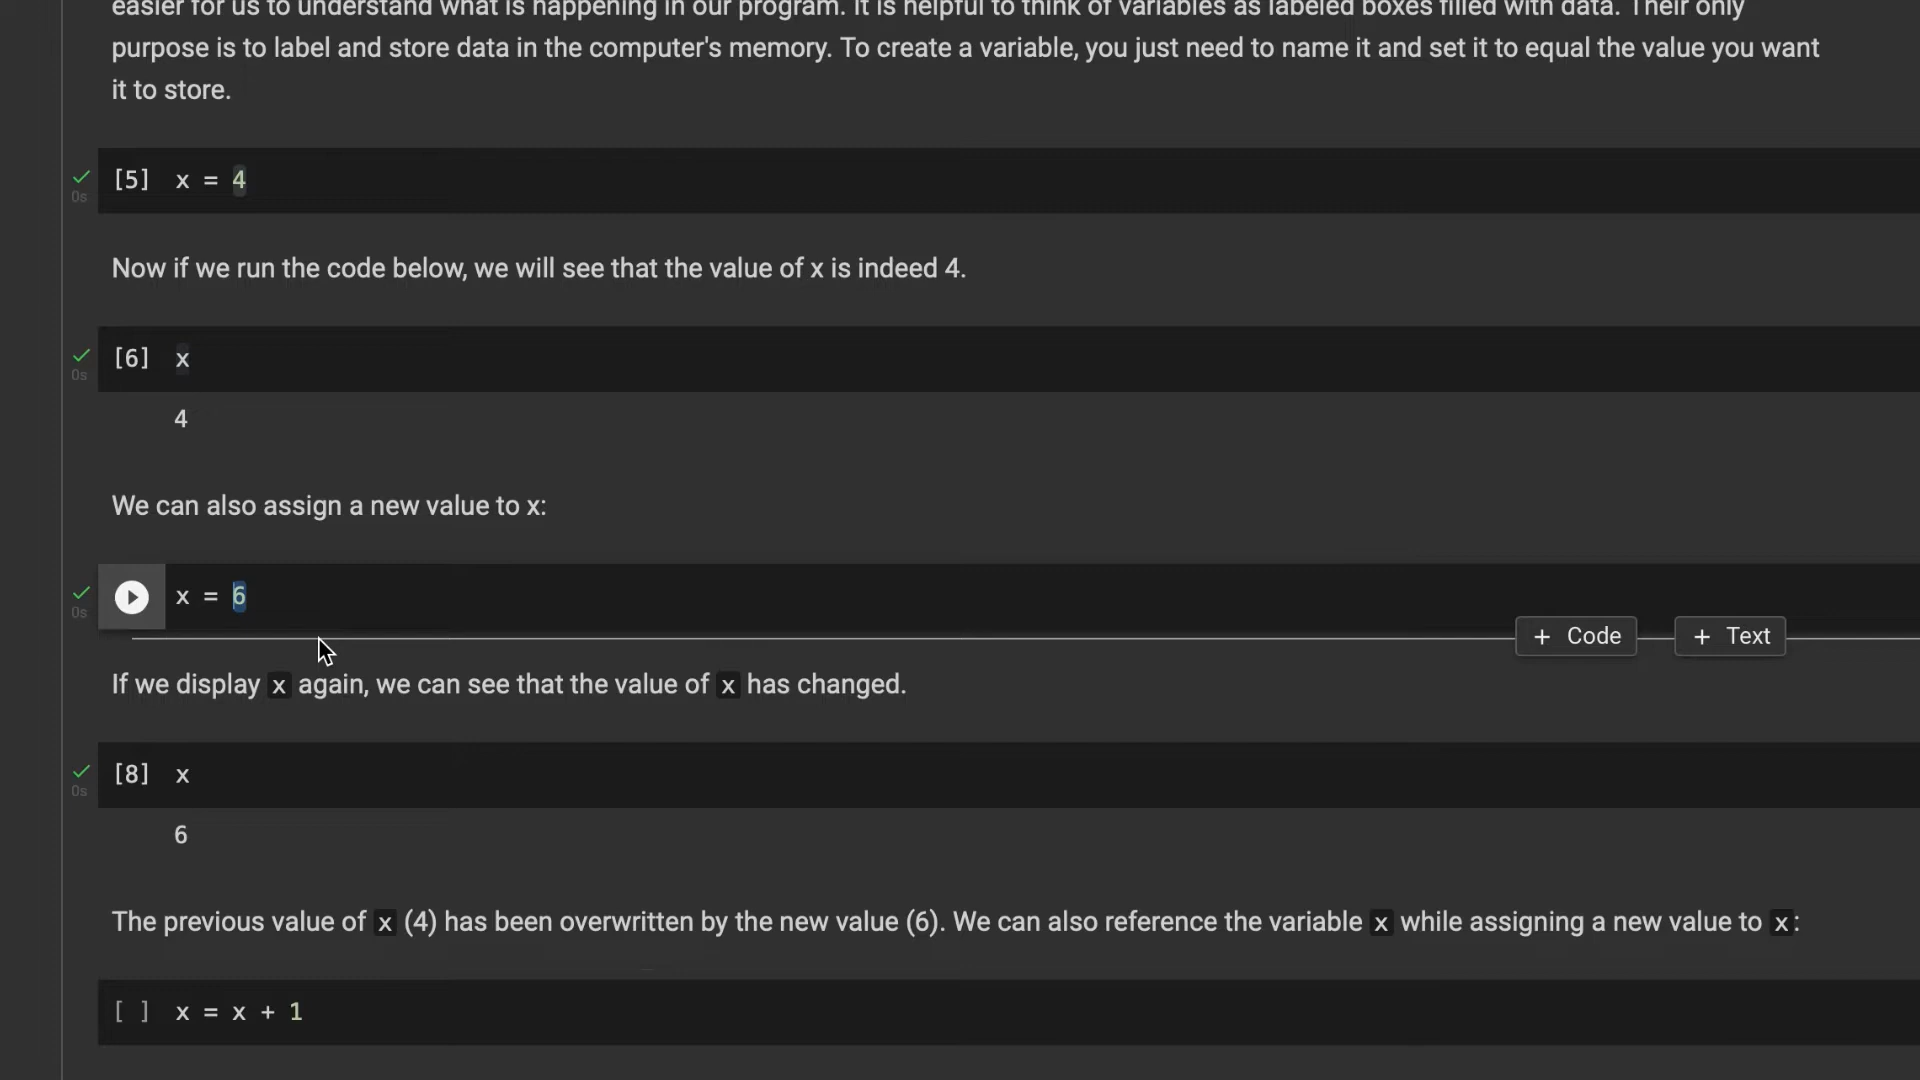 easier for us to understand what is happening in our program. It is helpful to think of variables as labeled boxes filled with data. Their only
purpose is to label and store data in the computer's memory. To create a variable, you just need to name it and set it to equal the value you want
it to store.
[5] x = 4
0s
Now if we run the code below, we will see that the value of x is indeed 4.
[6] x
0s
4
We can also assign a new value to x:
x = 6
0s
+ Code + Text
If we display x again, we can see that the value of x has changed.
[8] x
0s
6
The previous value of x (4) has been overwritten by the new value (6). We can also reference the variable x while assigning a new value to x:
[ ] x = x + 1